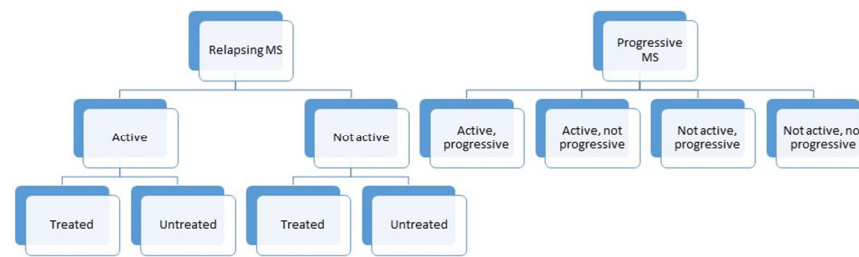 Relapsing MS
Progressive
MS
Active
Not active
Active,
progressive
Active, not
progressive
Not active,
progressive
Not active, no
progressive
Treated
Untreated
Treated
Untreated